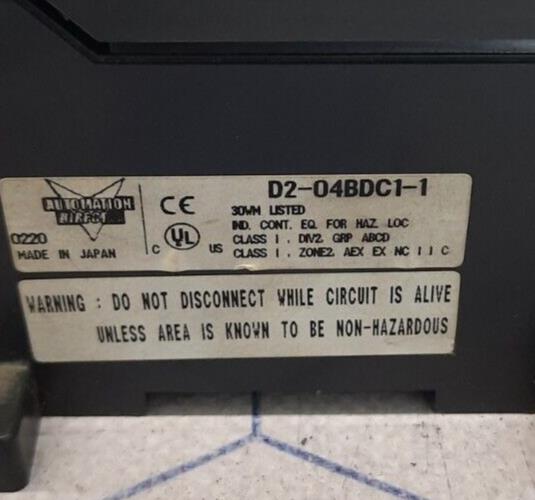 AUTOMATION
DIRECT
CE
D2-04BDC1-1
30WM LISTED
IND. CONT. EQ. FOR HAZ. LOC
CLASS I . DIV2. GRP ABCD
CLASS I . ZONE2. AEX EX NC I I C
C UL US
0220
MADE IN JAPAN
WARNING : DO NOT DISCONNECT WHILE CIRCUIT IS ALIVE
UNLESS AREA IS KNOWN TO BE NON-HAZARDOUS